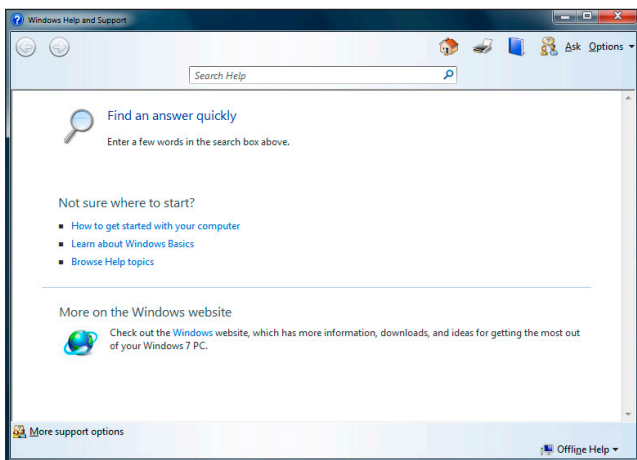 Windows Help and Support
Ask Options
Search Help
Find an answer quickly
Enter a few words in the search box above.
Not sure where to start?
How to get started with your computer
Learn about Windows Basics
Browse Help topics
More on the Windows website
Check out the Windows website, which has more information, downloads, and ideas for getting the most out
of your Windows 7 PC.
More support options
Offline Help